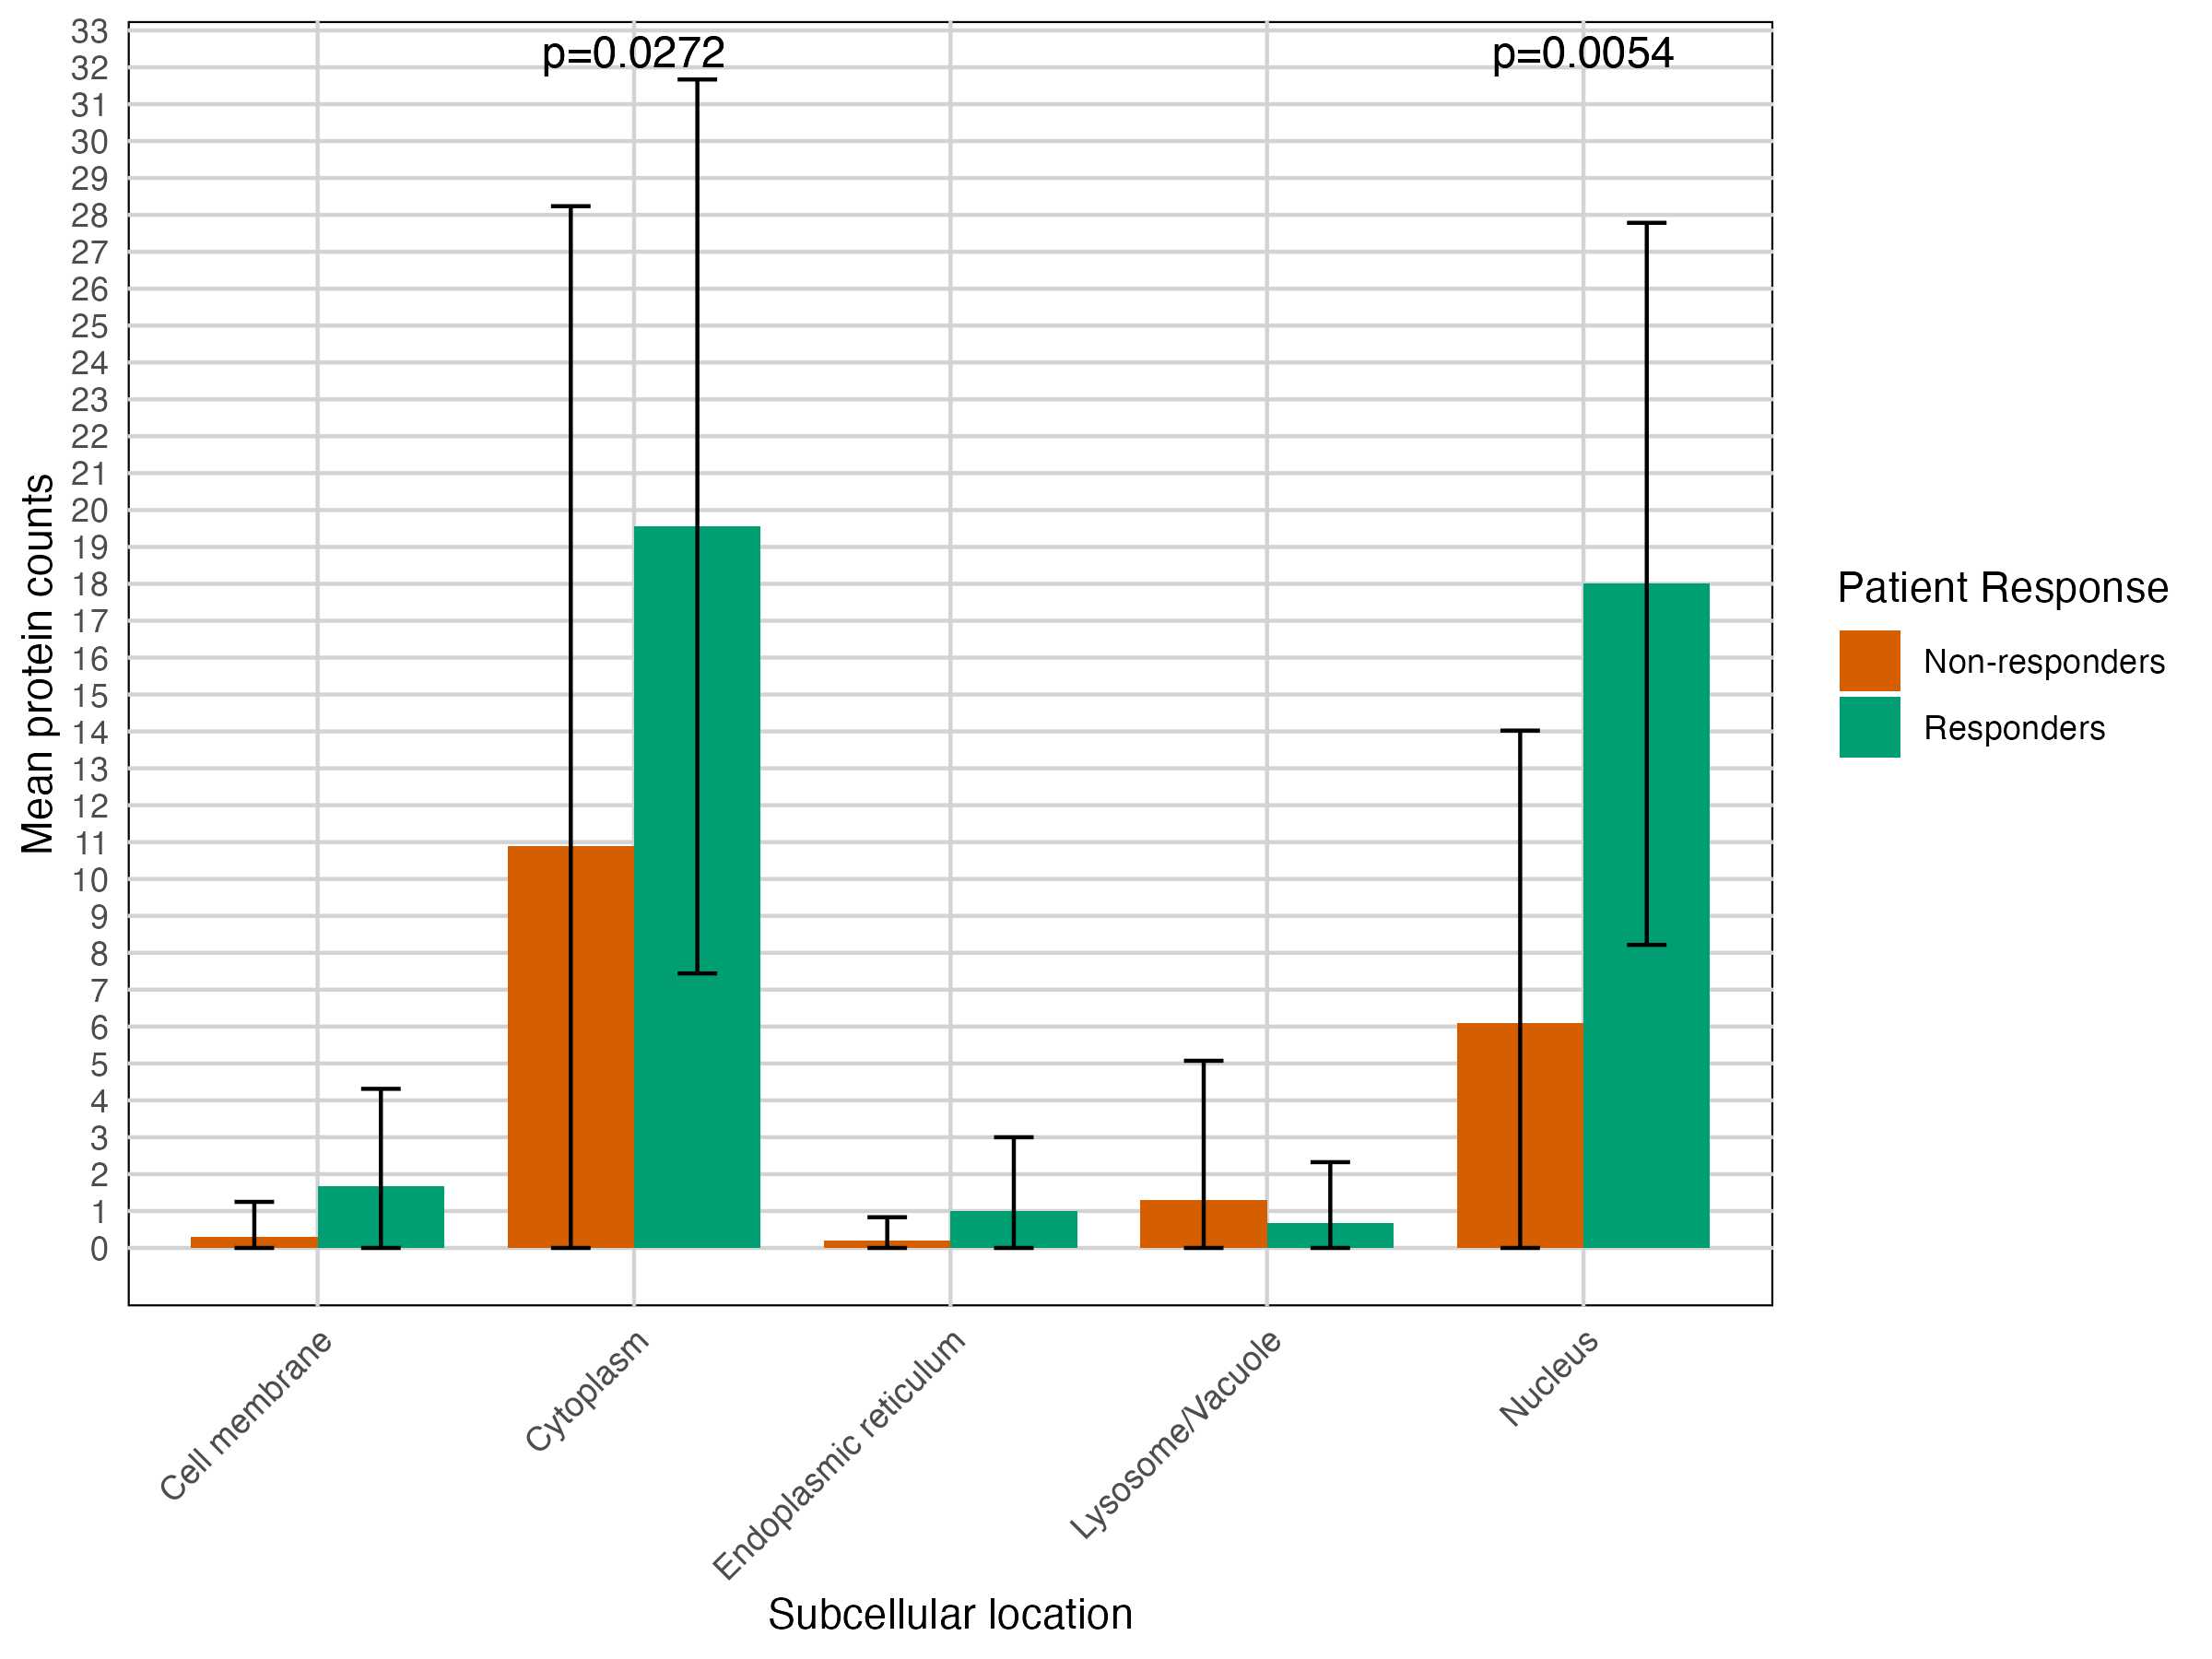 33
p=0.0272
p=0.0054
32
31
30
29
28
27
26
25
24
23
22
21
20
19
18
17
16
15
14
13
12
11
10
9
8
7
6
5
4
3
2
1
0
Mean protein counts
Patient Response
Non-responders
Responders
Cell membrane
Cytoplasm
Endoplasmic reticulum
Lysosome/Vacuole
Nucleus
Subcellular location